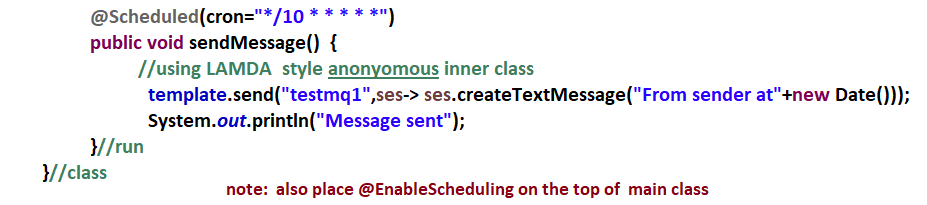 @Scheduled(cron="*/10 * * * * *")
public void sendMessage() {
//using LAMDA style anonyomous inner class
template.send("testmq1",ses-> ses.createTextMessage("From sender at"+new Date()));
System.out.println("Message sent");
}//run
}//class
note: also place @EnableScheduling on the top of main class